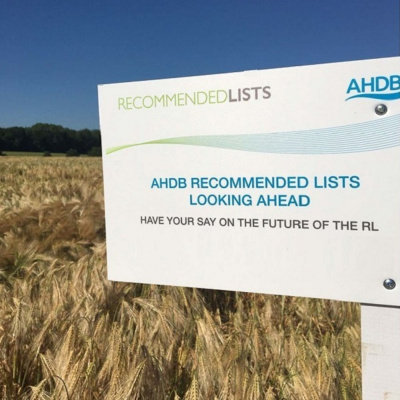 RECOMMENDEDLISTS
AHDB
AHDB RECOMMENDED LISTS
LOOKING AHEAD
HAVE YOUR SAY ON THE FUTURE OF THE RL